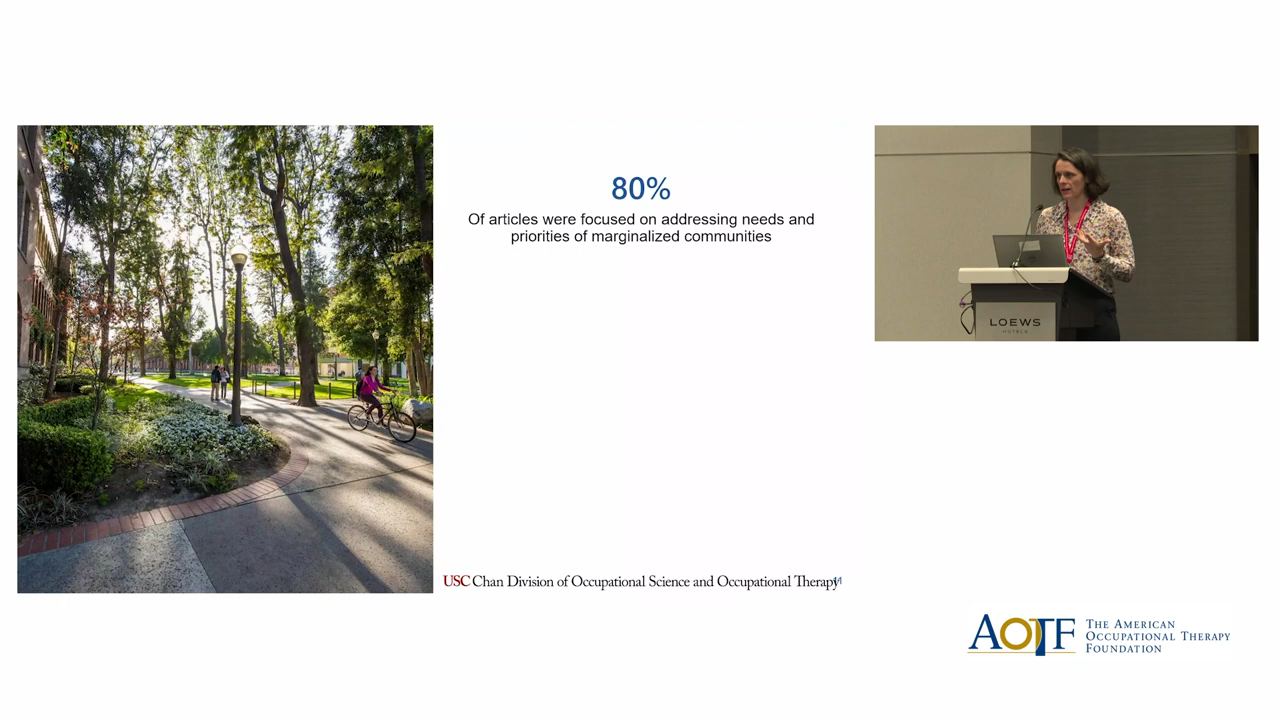 80%
Of articles were focused on addressing needs and
priorities of marginalized communities
LOEWS
HOTELS
USC Chan Division of Occupational Science and Occupational Therapy
AOTF
THE AMERICAN
OCCUPATIONAL THERAPY
FOUNDATION